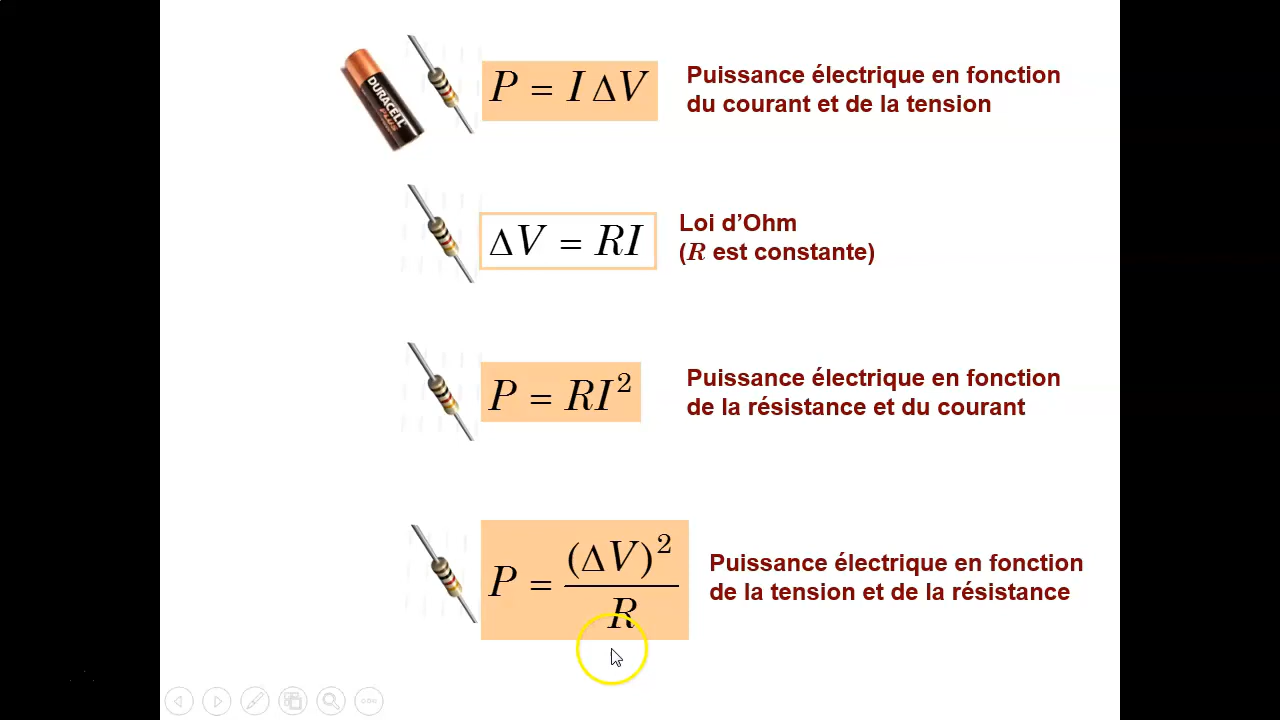 DURACELL
PLUS
P = I ΔV
Puissance électrique en fonction
du courant et de la tension
ΔV = RI
Loi d’Ohm
(R est constante)
P = RI²
Puissance électrique en fonction
de la résistance et du courant
P = (ΔV)² / R
Puissance électrique en fonction
de la tension et de la résistance